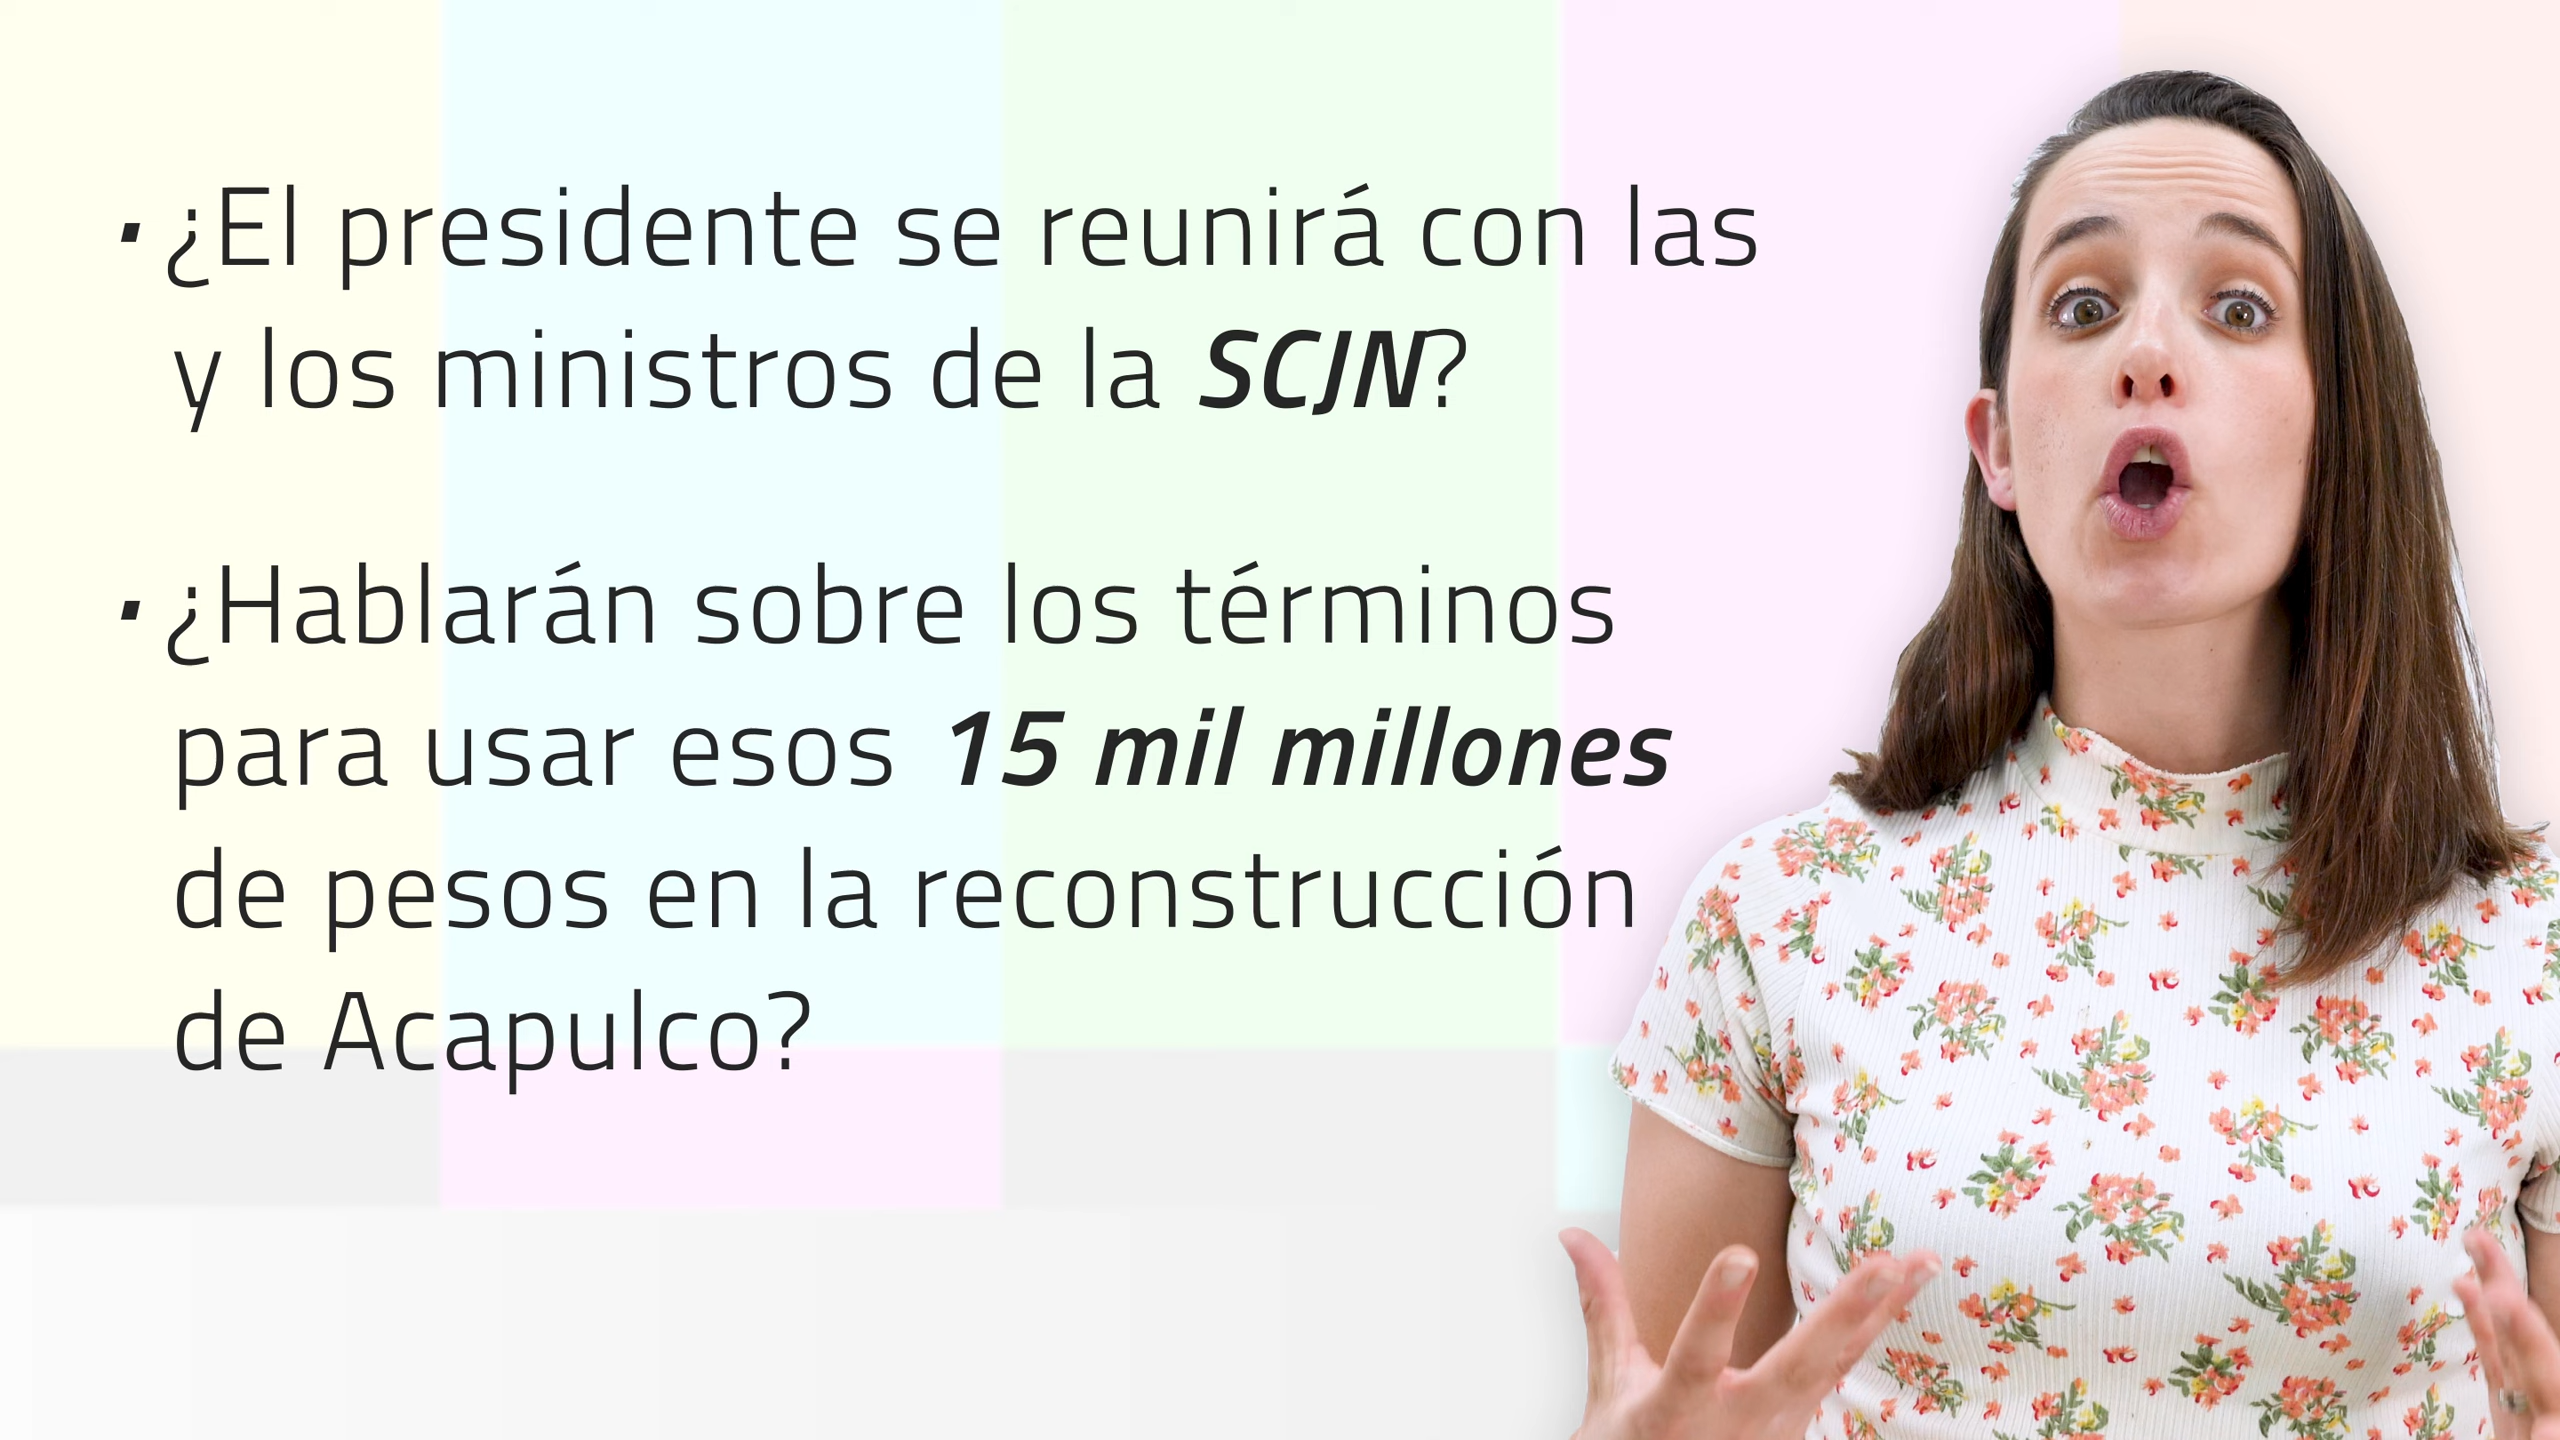 · ¿El presidente se reunirá con las
y los ministros de la SCJN?
· ¿Hablarán sobre los términos
para usar esos 15 mil millones
de pesos en la reconstrucción
de Acapulco?